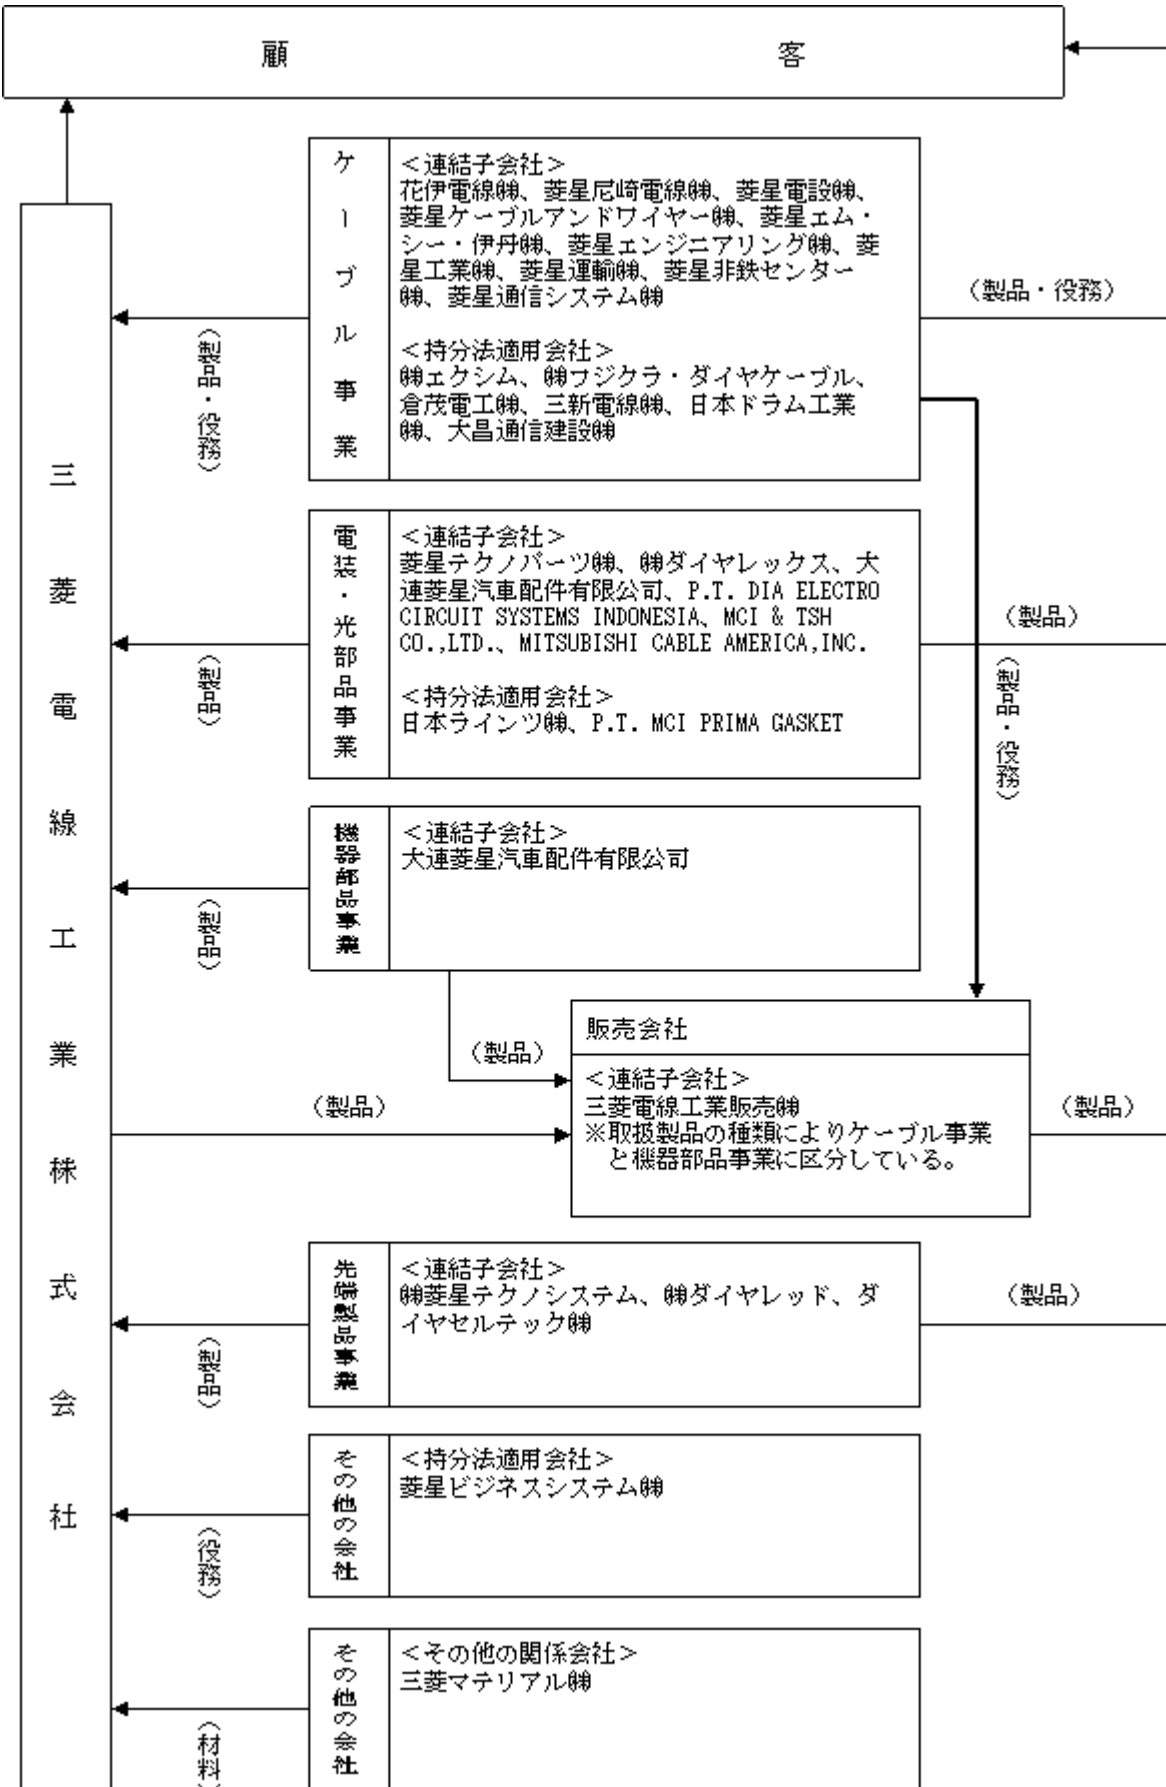 顧客
三菱電線工業株式会社
ケーブル事業
＜連結子会社＞
花伊電線㈱、菱星尼崎電線㈱、菱星電設㈱、
菱星ケーブルアンドワイヤー㈱、菱星エム・
シー・伊丹㈱、菱星エンジニアリング㈱、菱
星工業㈱、菱星運輸㈱、菱星非鉄センター
㈱、菱星通信システム㈱
＜持分法適用会社＞
㈱エクシム、㈱フジクラ・ダイヤケーブル、
倉茂電工㈱、三新電線㈱、日本ドラム工業
㈱、大昌通信建設㈱
（製品・役務）
（製品・役務）
電装・光部品事業
＜連結子会社＞
菱星テクノパーツ㈱、㈱ダイヤレックス、大
連菱星汽車配件有限公司、P.T. DIA ELECTRO
CIRCUIT SYSTEMS INDONESIA、MCI & TSH
CO.,LTD.、MITSUBISHI CABLE AMERICA,INC.
＜持分法適用会社＞
日本ラインツ㈱、P.T. MCI PRIMA GASKET
（製品）
（製品）
（製品・役務）
機器部品事業
＜連結子会社＞
大連菱星汽車配件有限公司
（製品）
（製品）
（製品）
販売会社
＜連結子会社＞
三菱電線工業販売㈱
※取扱製品の種類によりケーブル事業
と機器部品事業に区分している。
（製品）
先端製品事業
＜連結子会社＞
㈱菱星テクノシステム、㈱ダイヤレッド、ダ
イヤセルテック㈱
（製品）
（製品）
その他の会社
＜持分法適用会社＞
菱星ビジネスシステム㈱
（役務）
その他の会社
＜その他の関係会社＞
三菱マテリアル㈱
（材料）